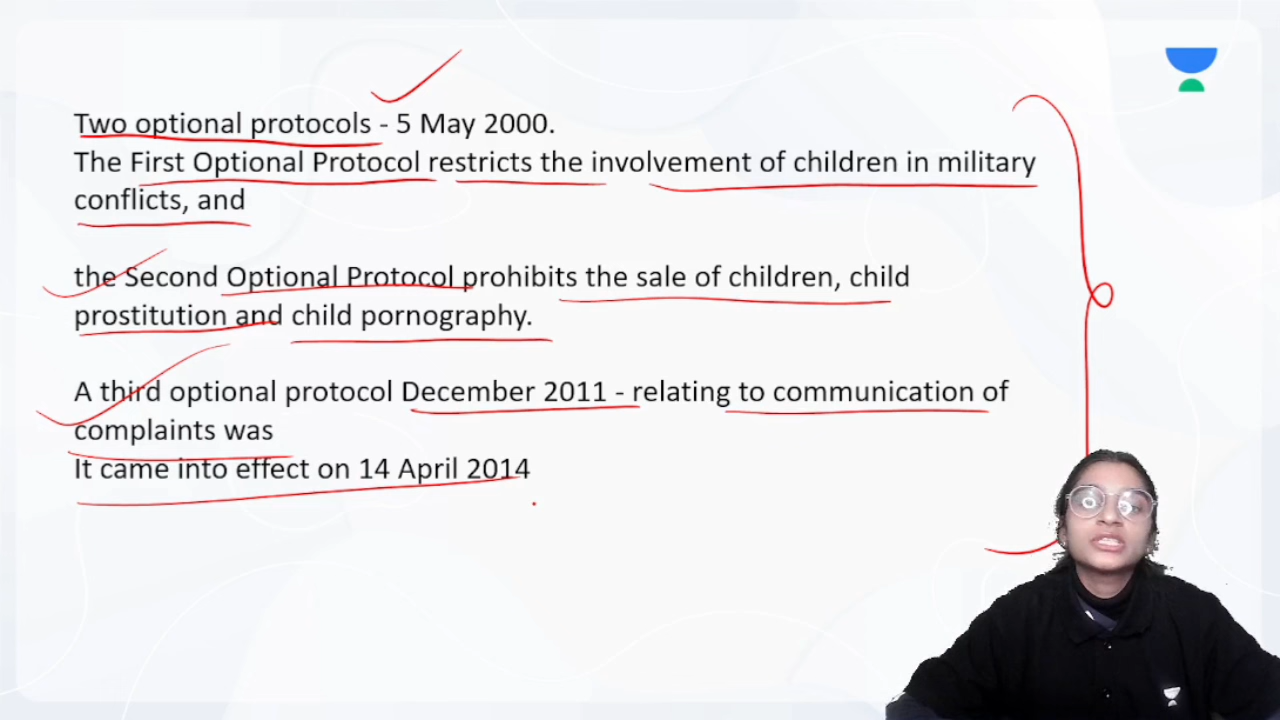 Two optional protocols - 5 May 2000.
The First Optional Protocol restricts the involvement of children in military
conflicts, and
the Second Optional Protocol prohibits the sale of children, child
prostitution and child pornography.
A third optional protocol December 2011 - relating to communication of
complaints was
It came into effect on 14 April 2014